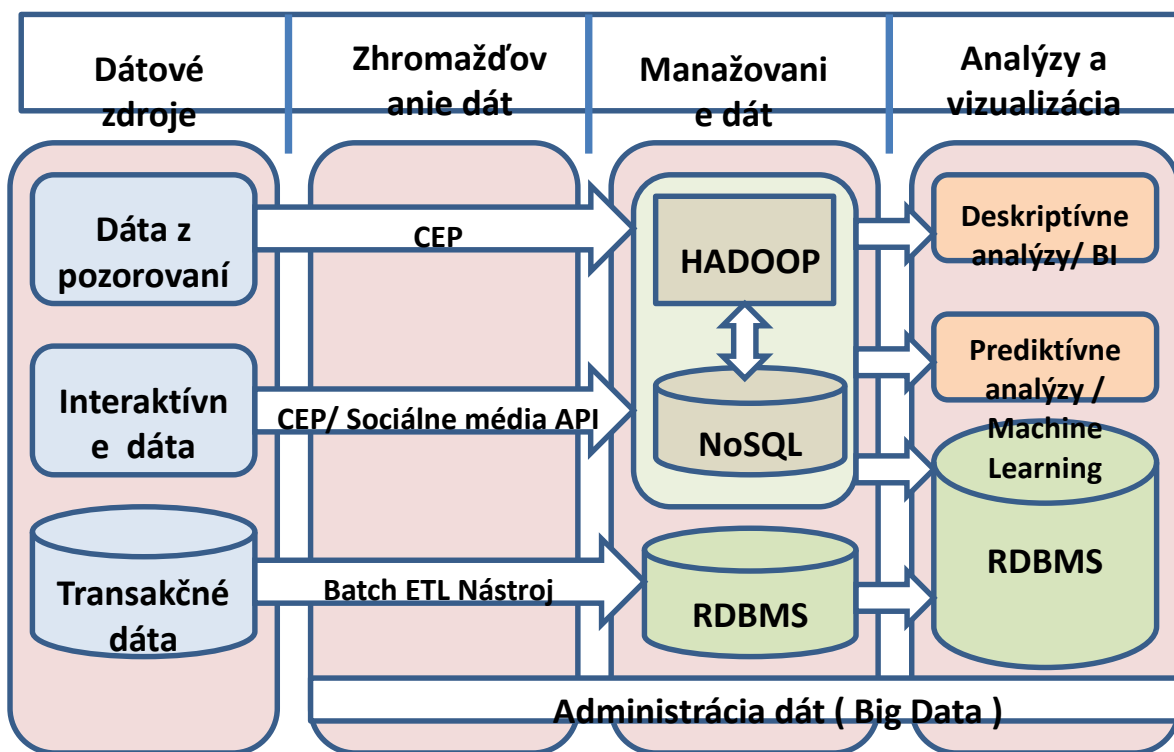 Dátové
zdroje
Zhromažďov
anie dát
Manažovani
e dát
Analýzy a
vizualizácia
Dáta z
pozorovaní
CEP
HADOOP
Deskriptívne
analýzy/ BI
Interaktívn
e dáta
CEP/ Sociálne média API
NoSQL
Prediktívne
analýzy /
Machine
Learning
Transakčné
dáta
Batch ETL Nástroj
RDBMS
RDBMS
Administrácia dát ( Big Data )